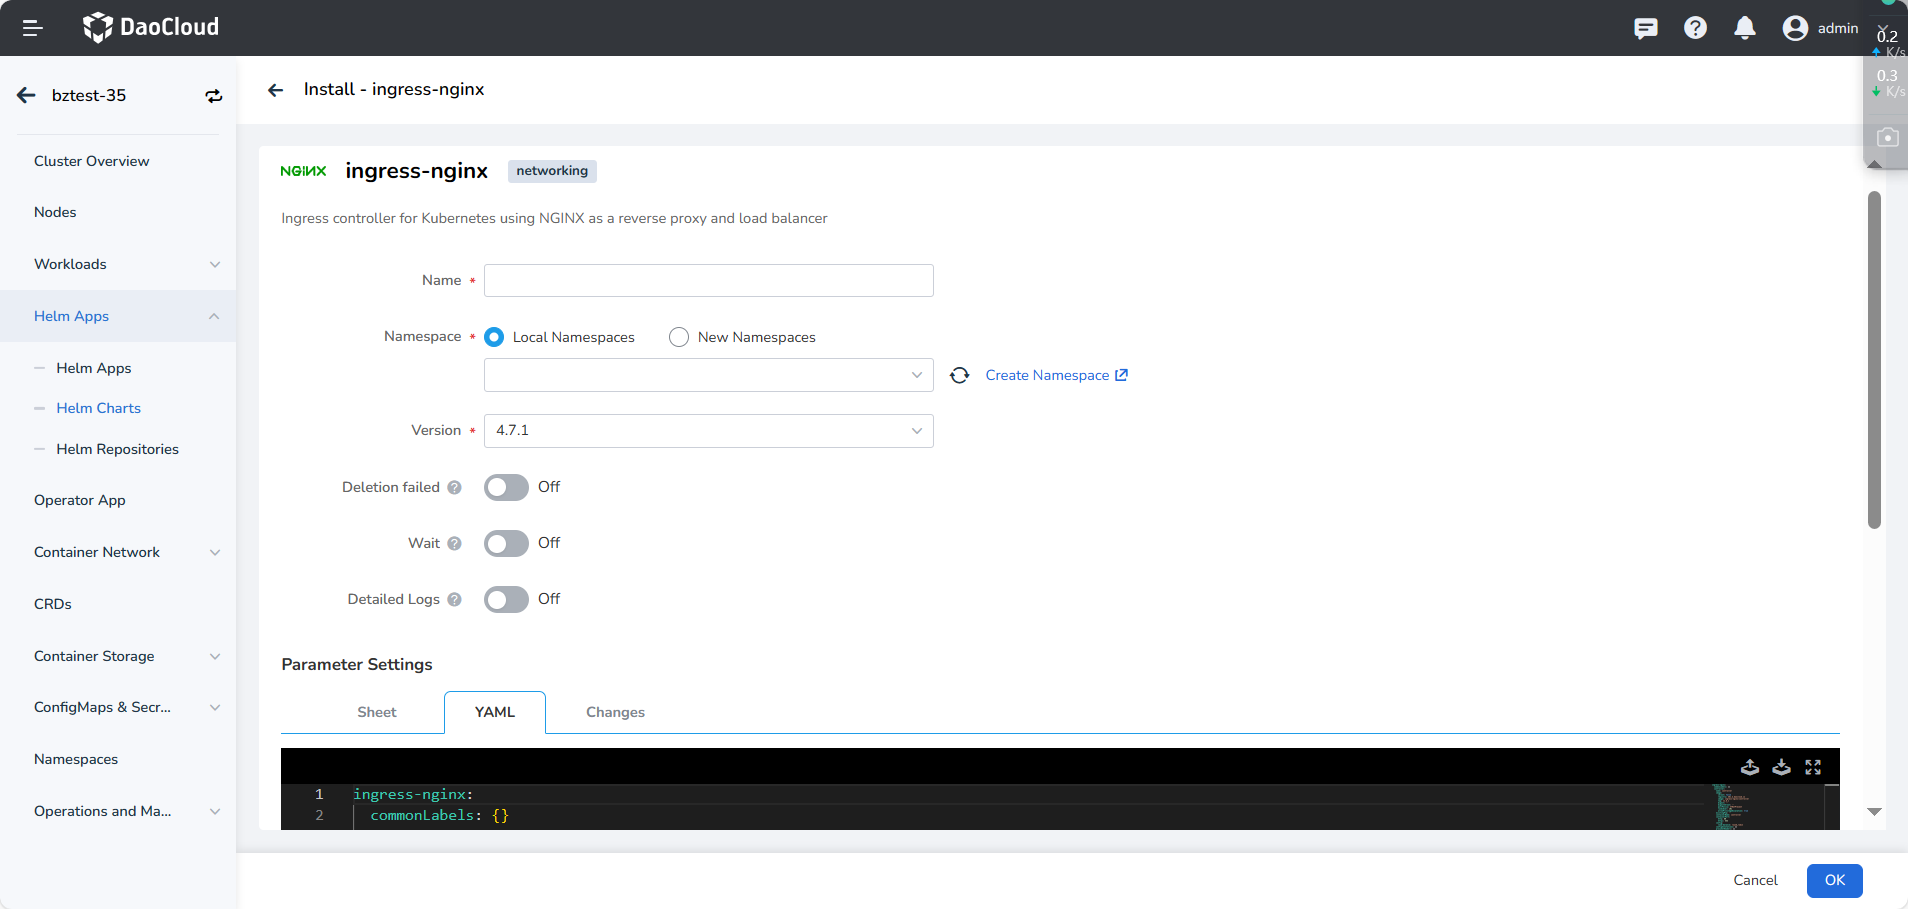 DaoCloud
admin
0.2
K/s
0.3
K/s
bztest-35
Install - ingress-nginx
Cluster Overview
Nodes
Workloads
Helm Apps
Helm Apps
Helm Charts
Helm Repositories
Operator App
Container Network
CRDs
Container Storage
ConfigMaps & Secr...
Namespaces
Operations and Ma...
NGINX
ingress-nginx
networking
Ingress controller for Kubernetes using NGINX as a reverse proxy and load balancer
Name *
Namespace * Local Namespaces New Namespaces
Create Namespace
Version * 4.7.1
Deletion failed ? Off
Wait ? Off
Detailed Logs ? Off
Parameter Settings
Sheet YAML Changes
1 ingress-nginx:
2 commonLabels: {}
Cancel OK